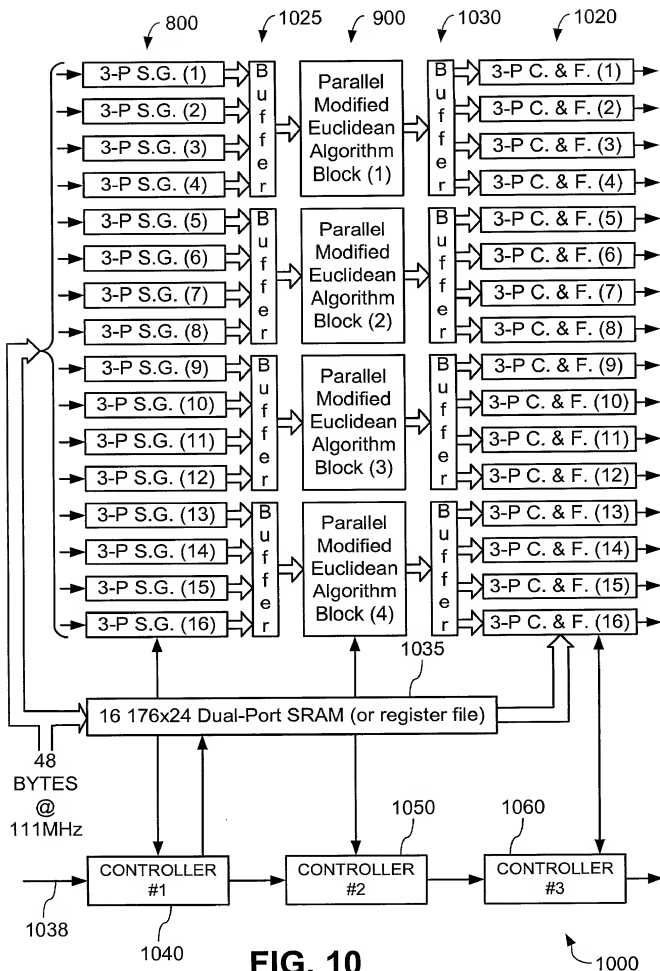 800
1025
900
1030
1020
3-P S.G. (1)
3-P S.G. (2)
3-P S.G. (3)
3-P S.G. (4)
Buffer
Parallel
Modified
Euclidean
Algorithm
Block (1)
Buffer
3-P C. & F. (1)
3-P C. & F. (2)
3-P C. & F. (3)
3-P C. & F. (4)
3-P S.G. (5)
3-P S.G. (6)
3-P S.G. (7)
3-P S.G. (8)
Buffer
Parallel
Modified
Euclidean
Algorithm
Block (2)
Buffer
3-P C. & F. (5)
3-P C. & F. (6)
3-P C. & F. (7)
3-P C. & F. (8)
3-P S.G. (9)
3-P S.G. (10)
3-P S.G. (11)
3-P S.G. (12)
Buffer
Parallel
Modified
Euclidean
Algorithm
Block (3)
Buffer
3-P C. & F. (9)
3-P C. & F. (10)
3-P C. & F. (11)
3-P C. & F. (12)
3-P S.G. (13)
3-P S.G. (14)
3-P S.G. (15)
3-P S.G. (16)
Buffer
Parallel
Modified
Euclidean
Algorithm
Block (4)
Buffer
3-P C. & F. (13)
3-P C. & F. (14)
3-P C. & F. (15)
3-P C. & F. (16)
1035
16 176x24 Dual-Port SRAM (or register file)
48
BYTES
@
111MHz
1050
1060
CONTROLLER
#1
CONTROLLER
#2
CONTROLLER
#3
1038
1040
FIG. 10
1000